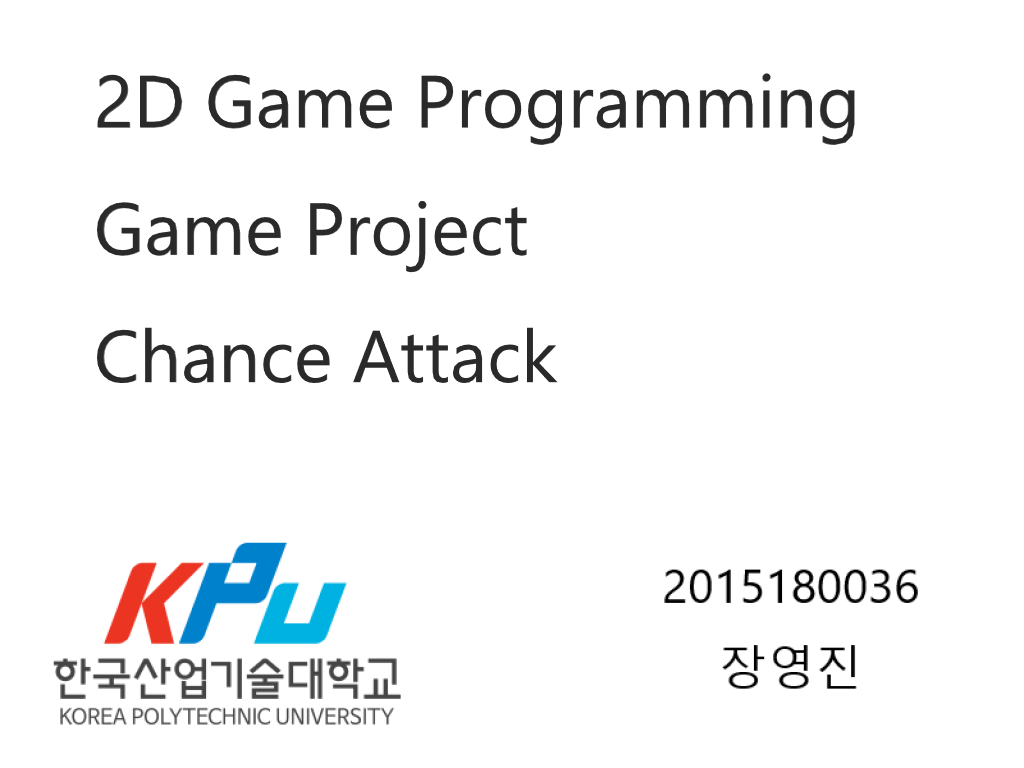 2D Game Programming
Game Project
Chance Attack
KPU
한국산업기술대학교
KOREA POLYTECHNIC UNIVERSITY
2015180036
장영진